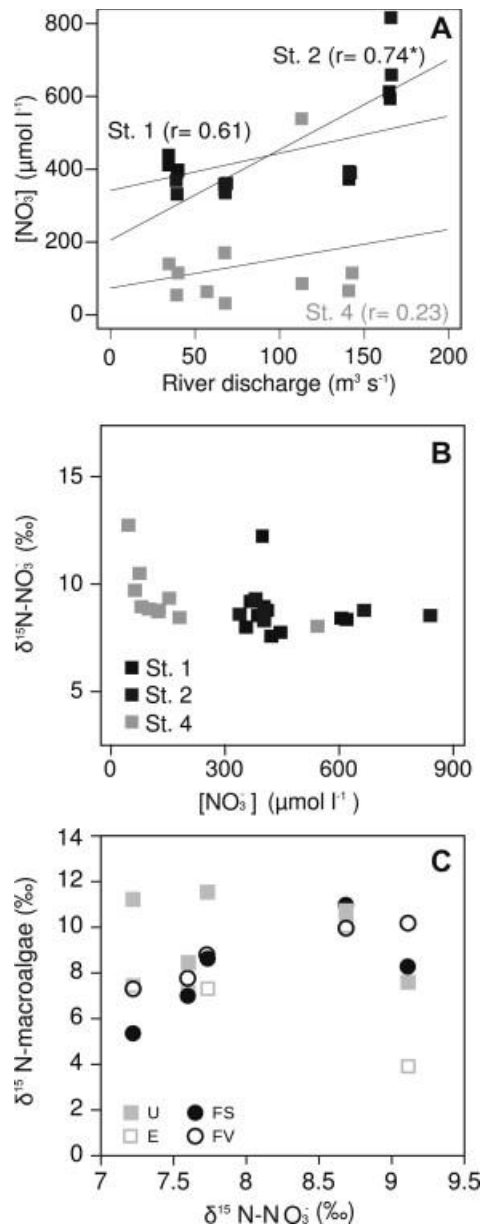 A
800
600
400
200
0
[NO₃⁻] (µmol l⁻¹)
St. 2 (r= 0.74*)
St. 1 (r= 0.61)
St. 4 (r= 0.23)
0 50 100 150 200
River discharge (m³ s⁻¹)
B
15
10
5
δ¹⁵N-NO₃⁻ (‰)
St. 1
St. 2
St. 4
0 300 600 900
[NO₃⁻] (µmol l⁻¹)
C
14
12
10
8
6
4
2
0
δ¹⁵ N-macroalgae (‰)
U FS
E FV
7 7.5 8 8.5 9 9.5
δ¹⁵ N-NO₃⁻ (‰)